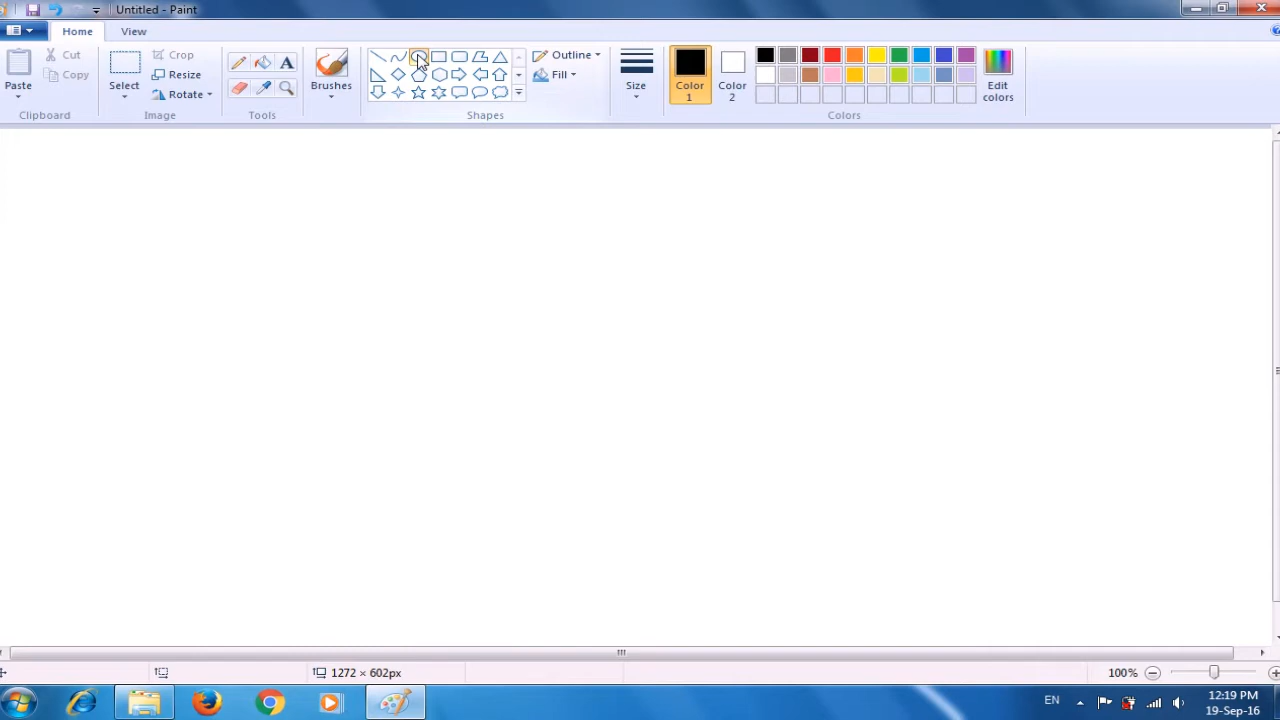 Untitled - Paint
Home View
Paste
Cut
Copy
Clipboard
Select
Crop
Resize
Rotate
Image
A
Tools
Brushes
Shapes
Outline
Fill
Size
Color 1
Color 2
Edit colors
Colors
1272 × 602px
100%
EN
12:19 PM
19-Sep-16